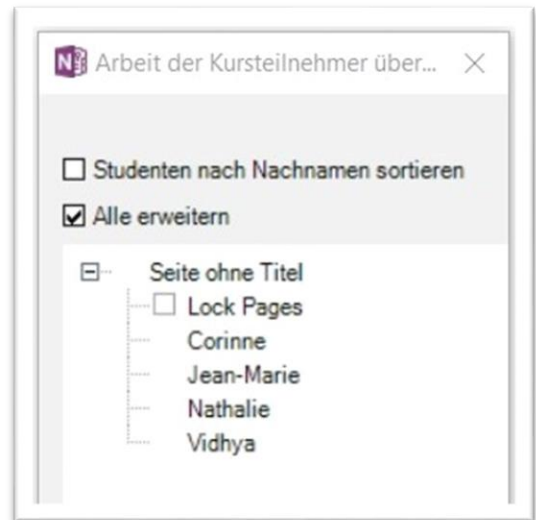 Arbeit der Kursteilnehmer über...
Studenten nach Nachnamen sortieren
Alle erweitern
Seite ohne Titel
Lock Pages
Corinne
Jean-Marie
Nathalie
Vidhya